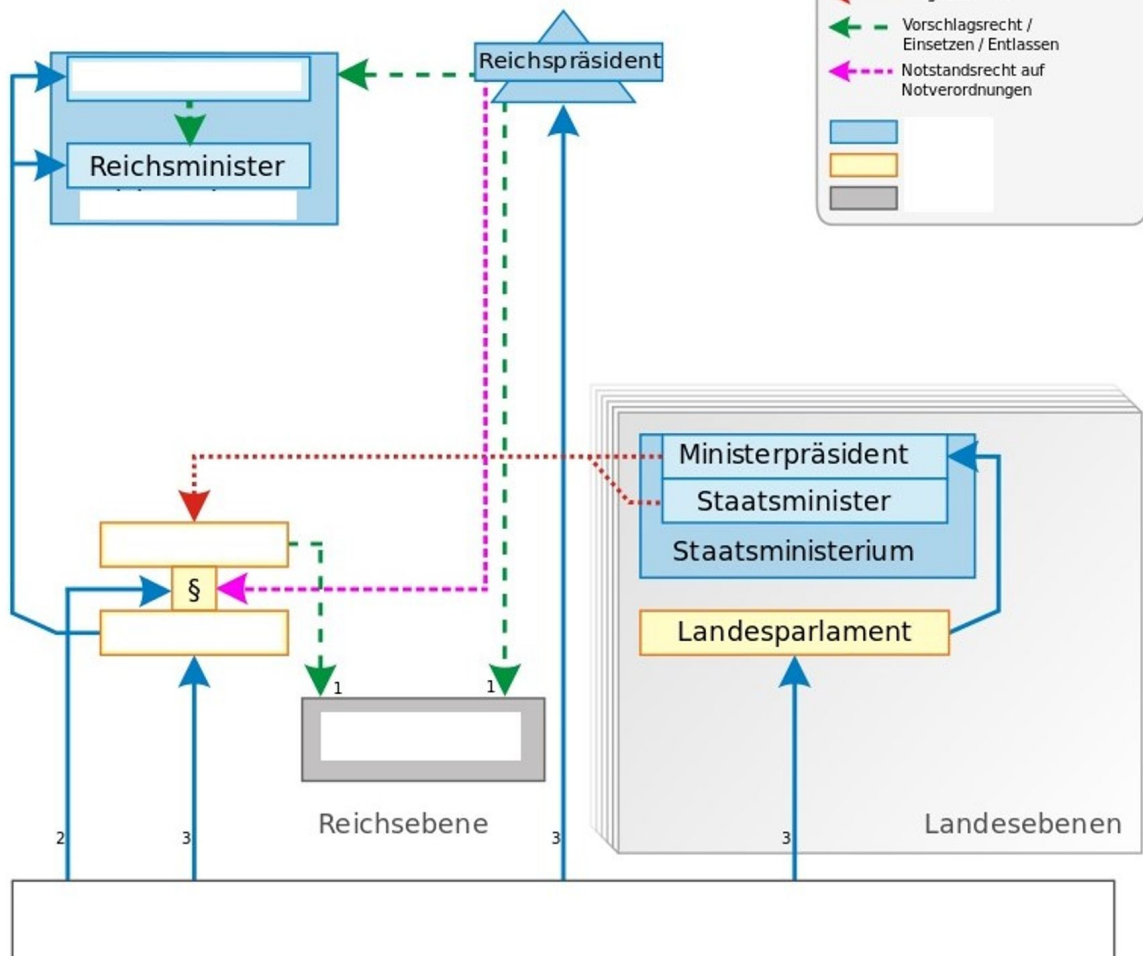 Vorschlagsrecht /
Einsetzen / Entlassen
Notstandsrecht auf
Notverordnungen
Reichspräsident
Reichsminister
Ministerpräsident
Staatsminister
Staatsministerium
§
Landesparlament
1
1
Reichsebene
Landesebenen
2
3
3
3